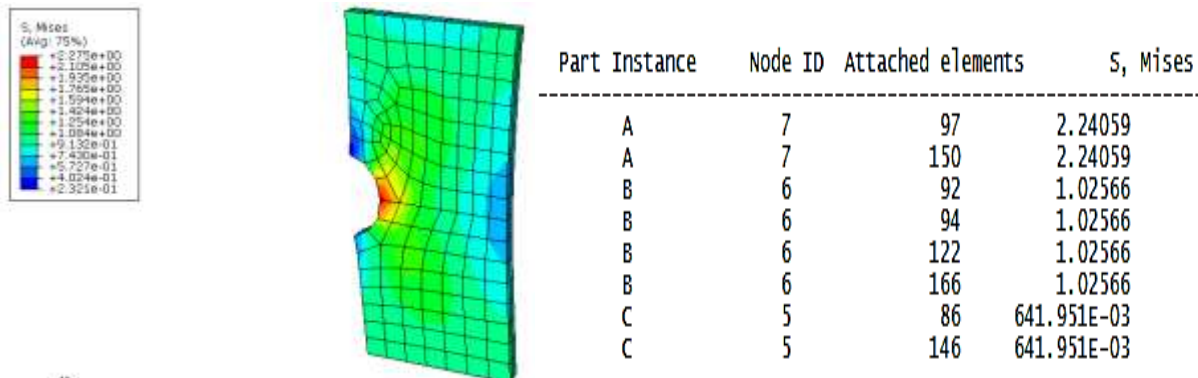 S, Mises
(Avg: 75%)
+2.275e+00
+2.105e+00
+1.935e+00
+1.765e+00
+1.594e+00
+1.424e+00
+1.254e+00
+1.084e+00
+9.132e-01
+7.430e-01
+5.727e-01
+4.024e-01
+2.321e-01
Part Instance Node ID Attached elements S, Mises
A 7 97 2.24059
A 7 150 2.24059
B 6 92 1.02566
B 6 94 1.02566
B 6 122 1.02566
B 6 166 1.02566
C 5 86 641.951E-03
C 5 146 641.951E-03